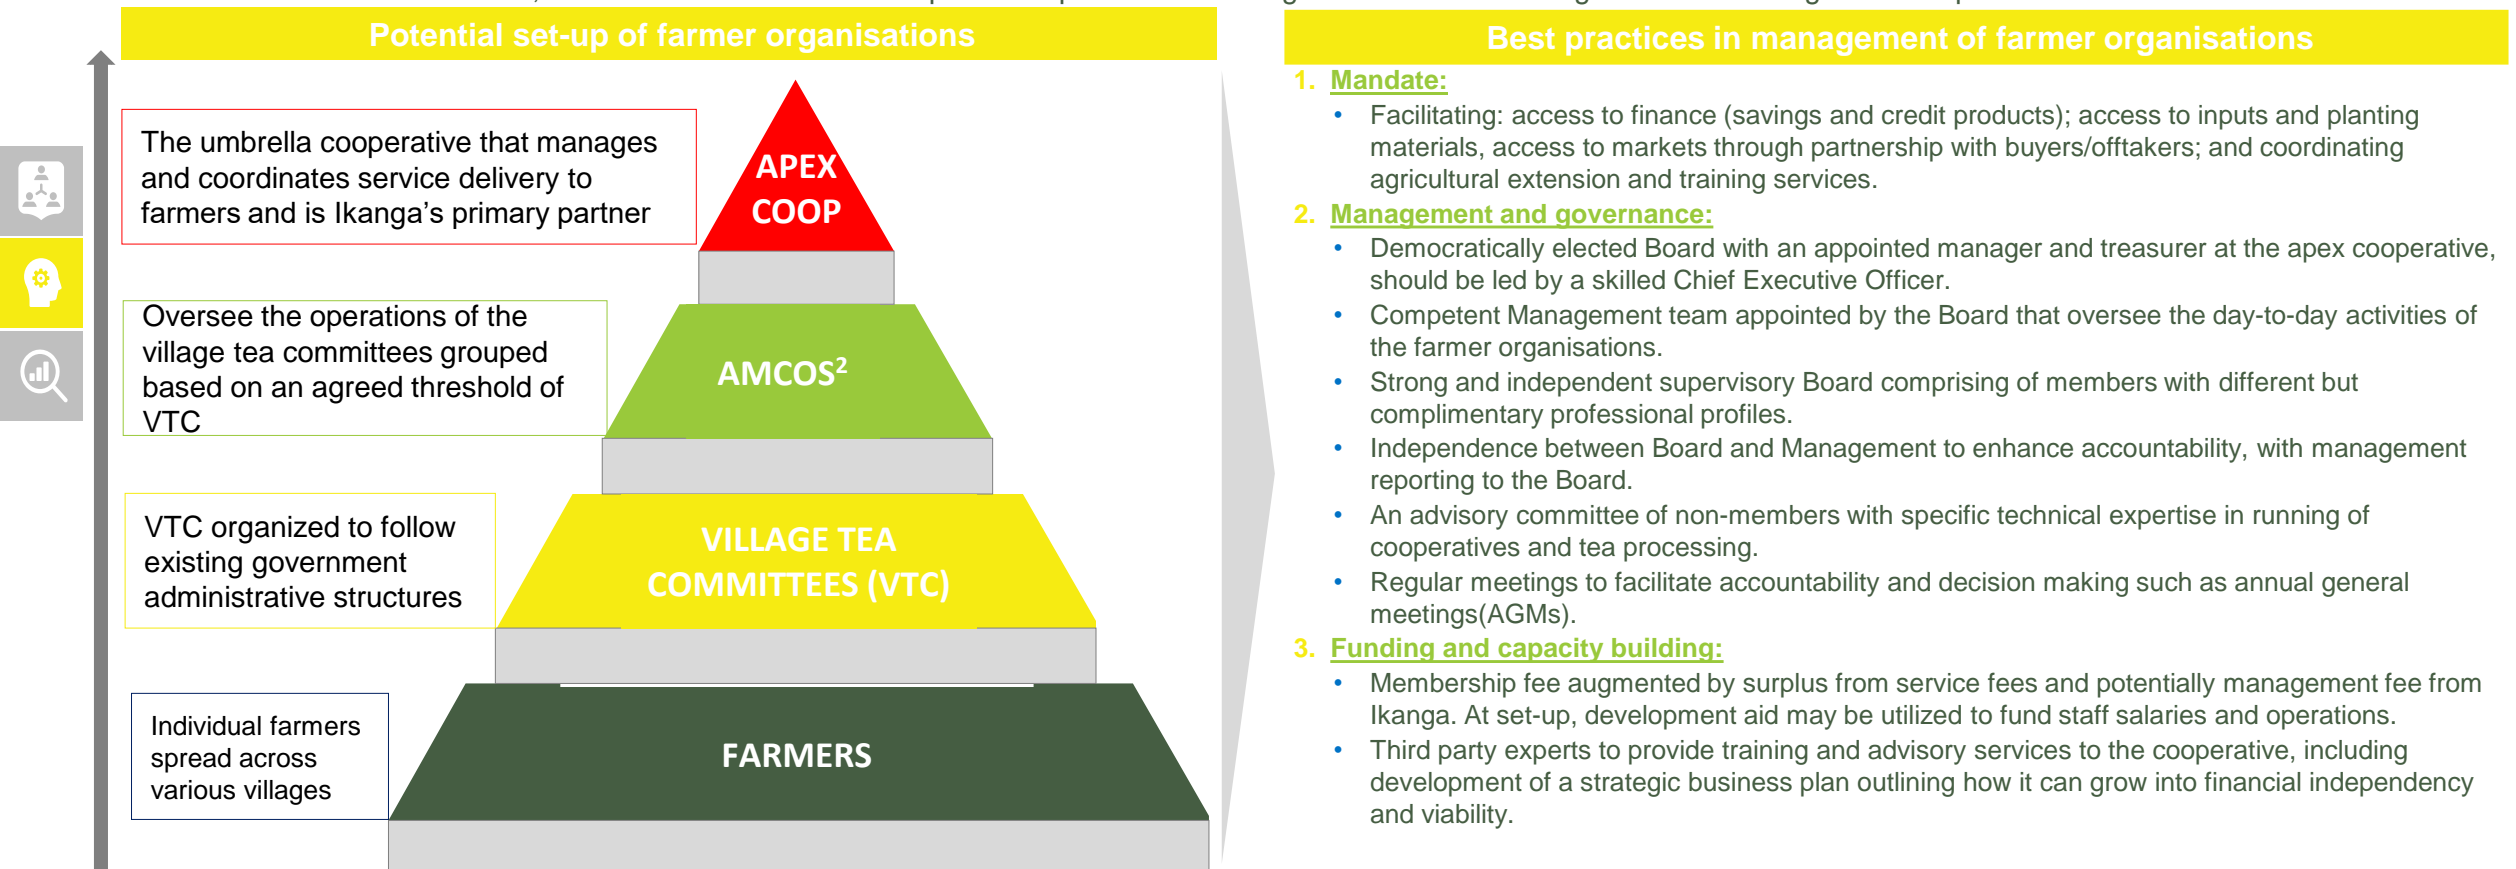 Potential set-up of farmer organisations
The umbrella cooperative that manages
and coordinates service delivery to
farmers and is Ikanga's primary partner
APEX
COOP
Oversee the operations of the
village tea committees grouped
based on an agreed threshold of
VTC
AMCOS²
VTC organized to follow
existing government
administrative structures
VILLAGE TEA
COMMITTEES (VTC)
Individual farmers
spread across
various villages
FARMERS
Best practices in management of farmer organisations
1. Mandate:
• Facilitating: access to finance (savings and credit products); access to inputs and planting
materials, access to markets through partnership with buyers/offtakers; and coordinating
agricultural extension and training services.
2. Management and governance:
• Democratically elected Board with an appointed manager and treasurer at the apex cooperative,
should be led by a skilled Chief Executive Officer.
• Competent Management team appointed by the Board that oversee the day-to-day activities of
the farmer organisations.
• Strong and independent supervisory Board comprising of members with different but
complimentary professional profiles.
• Independence between Board and Management to enhance accountability, with management
reporting to the Board.
• An advisory committee of non-members with specific technical expertise in running of
cooperatives and tea processing.
• Regular meetings to facilitate accountability and decision making such as annual general
meetings(AGMs).
3. Funding and capacity building:
• Membership fee augmented by surplus from service fees and potentially management fee from
Ikanga. At set-up, development aid may be utilized to fund staff salaries and operations.
• Third party experts to provide training and advisory services to the cooperative, including
development of a strategic business plan outlining how it can grow into financial independency
and viability.